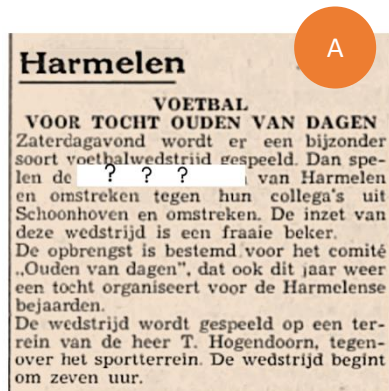 A
Harmelen
VOETBAL
VOOR TOCHT OUDEN VAN DAGEN
Zaterdagavond wordt er een bijzonder
soort voetbalwedstrijd gespeeld. Dan spe-
len de ? ? ? van Harmelen
en omstreken tegen hun collega's uit
Schoonhoven en omstreken. De inzet van
deze wedstrijd is een fraaie beker.
De opbrengst is bestemd voor het comité
„Ouden van dagen”, dat ook dit jaar weer
een tocht organiseert voor de Harmelense
bejaarden.
De wedstrijd wordt gespeeld op een ter-
rein van de heer T. Hogendoorn, tegen-
over het sportterrein. De wedstrijd begint
om zeven uur.